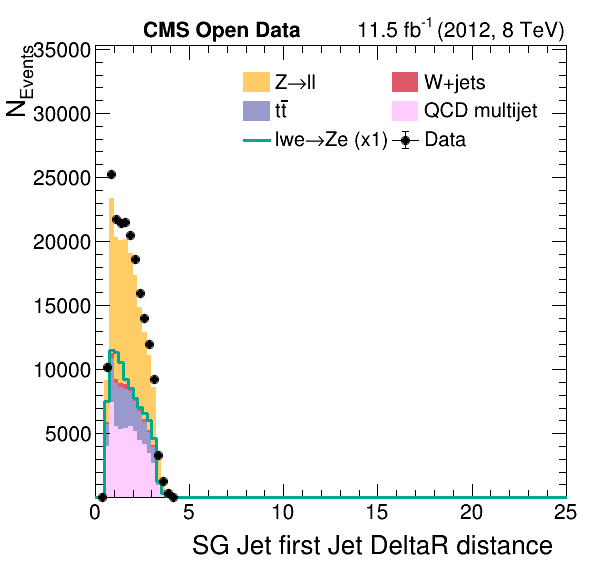 CMS Open Data 11.5 fb⁻¹ (2012, 8 TeV)
N_Events
35000
30000
25000
20000
15000
10000
5000
Z→ll W+jets
tt̄ QCD multijet
lwe→Ze (x1) Data
0 5 10 15 20 25
SG Jet first Jet DeltaR distance